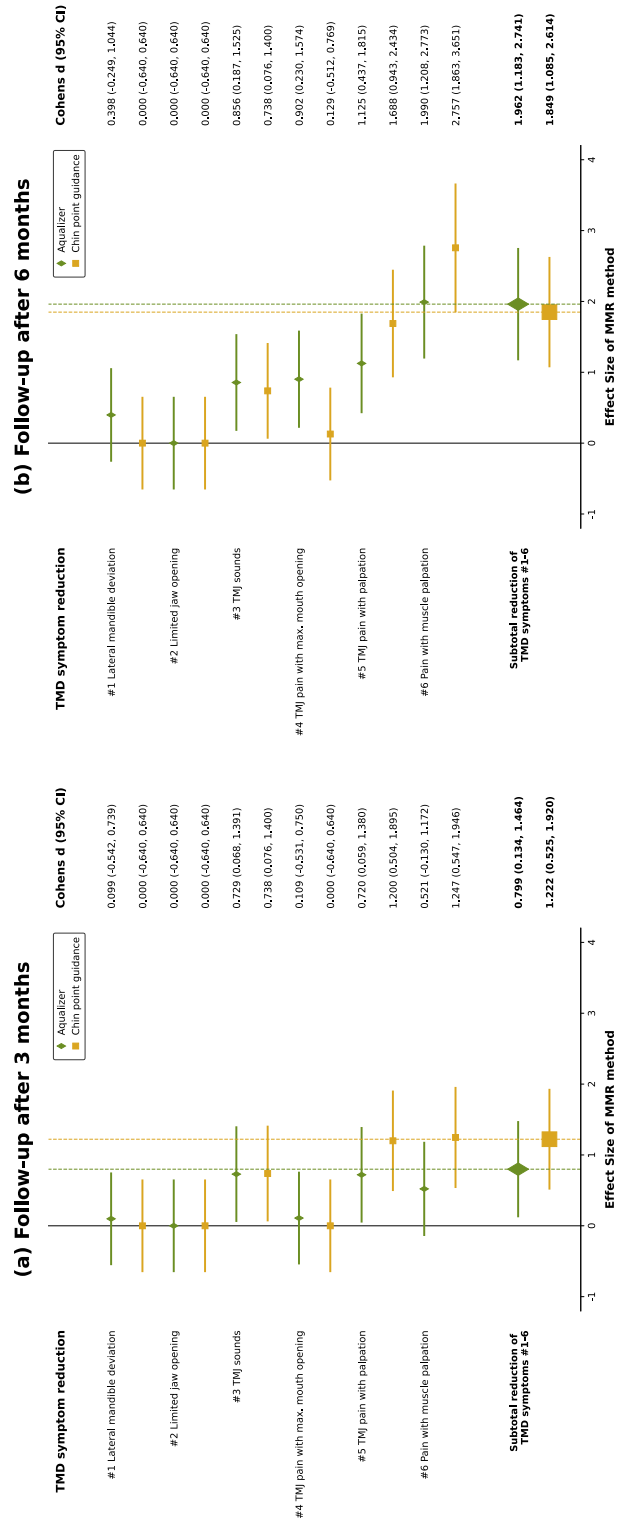 (a) Follow-up after 3 months
TMD symptom reduction
Cohens d (95% CI)
Aqualizer
Chin point guidance
#1 Lateral mandible deviation
0.099 (-0.542, 0.739)
0.000 (-0.640, 0.640)
#2 Limited jaw opening
0.000 (-0.640, 0.640)
0.000 (-0.640, 0.640)
#3 TMJ sounds
0.729 (0.068, 1.391)
0.738 (0.076, 1.400)
#4 TMJ pain with max. mouth opening
0.109 (-0.531, 0.750)
0.000 (-0.640, 0.640)
#5 TMJ pain with palpation
0.720 (0.059, 1.380)
1.200 (0.504, 1.895)
#6 Pain with muscle palpation
0.521 (-0.130, 1.172)
1.247 (0.547, 1.946)
Subtotal reduction of
TMD symptoms #1-6
0.799 (0.134, 1.464)
1.222 (0.525, 1.920)
-1 0 1 2 3 4
Effect Size of MMR method
(b) Follow-up after 6 months
TMD symptom reduction
Cohens d (95% CI)
Aqualizer
Chin point guidance
#1 Lateral mandible deviation
0.398 (-0.249, 1.044)
0.000 (-0.640, 0.640)
#2 Limited jaw opening
0.000 (-0.640, 0.640)
0.000 (-0.640, 0.640)
#3 TMJ sounds
0.856 (0.187, 1.525)
0.738 (0.076, 1.400)
#4 TMJ pain with max. mouth opening
0.902 (0.230, 1.574)
0.129 (-0.512, 0.769)
#5 TMJ pain with palpation
1.125 (0.437, 1.815)
1.688 (0.943, 2.434)
#6 Pain with muscle palpation
1.990 (1.208, 2.773)
2.757 (1.863, 3.651)
Subtotal reduction of
TMD symptoms #1-6
1.962 (1.183, 2.741)
1.849 (1.085, 2.614)
-1 0 1 2 3 4
Effect Size of MMR method